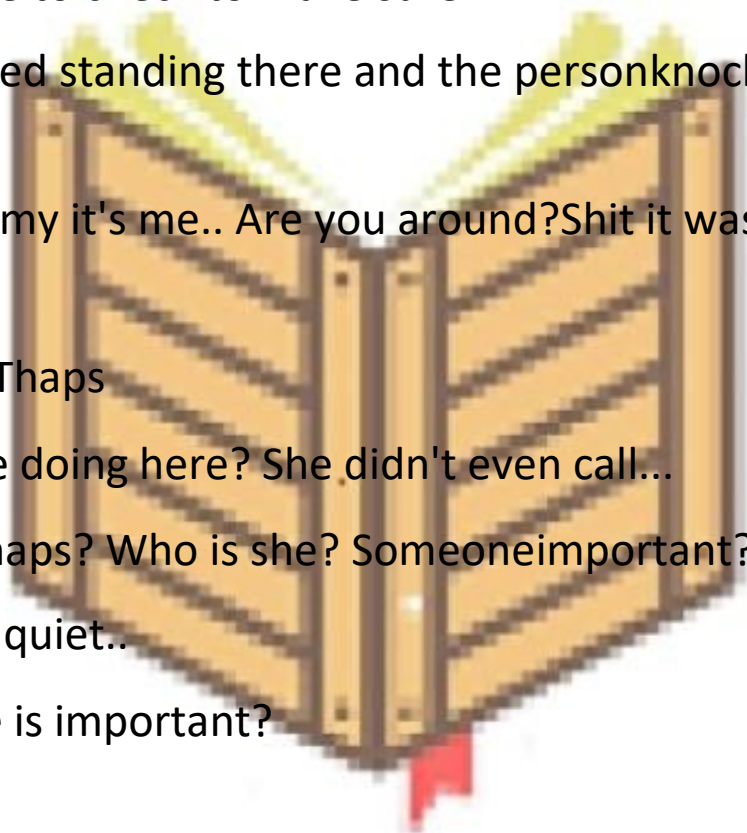 ed standing there and the personknock
my it's me.. Are you around?Shit it was
Thaps
e doing here? She didn't even call...
haps? Who is she? Someoneimportant?
quiet..
e is important?